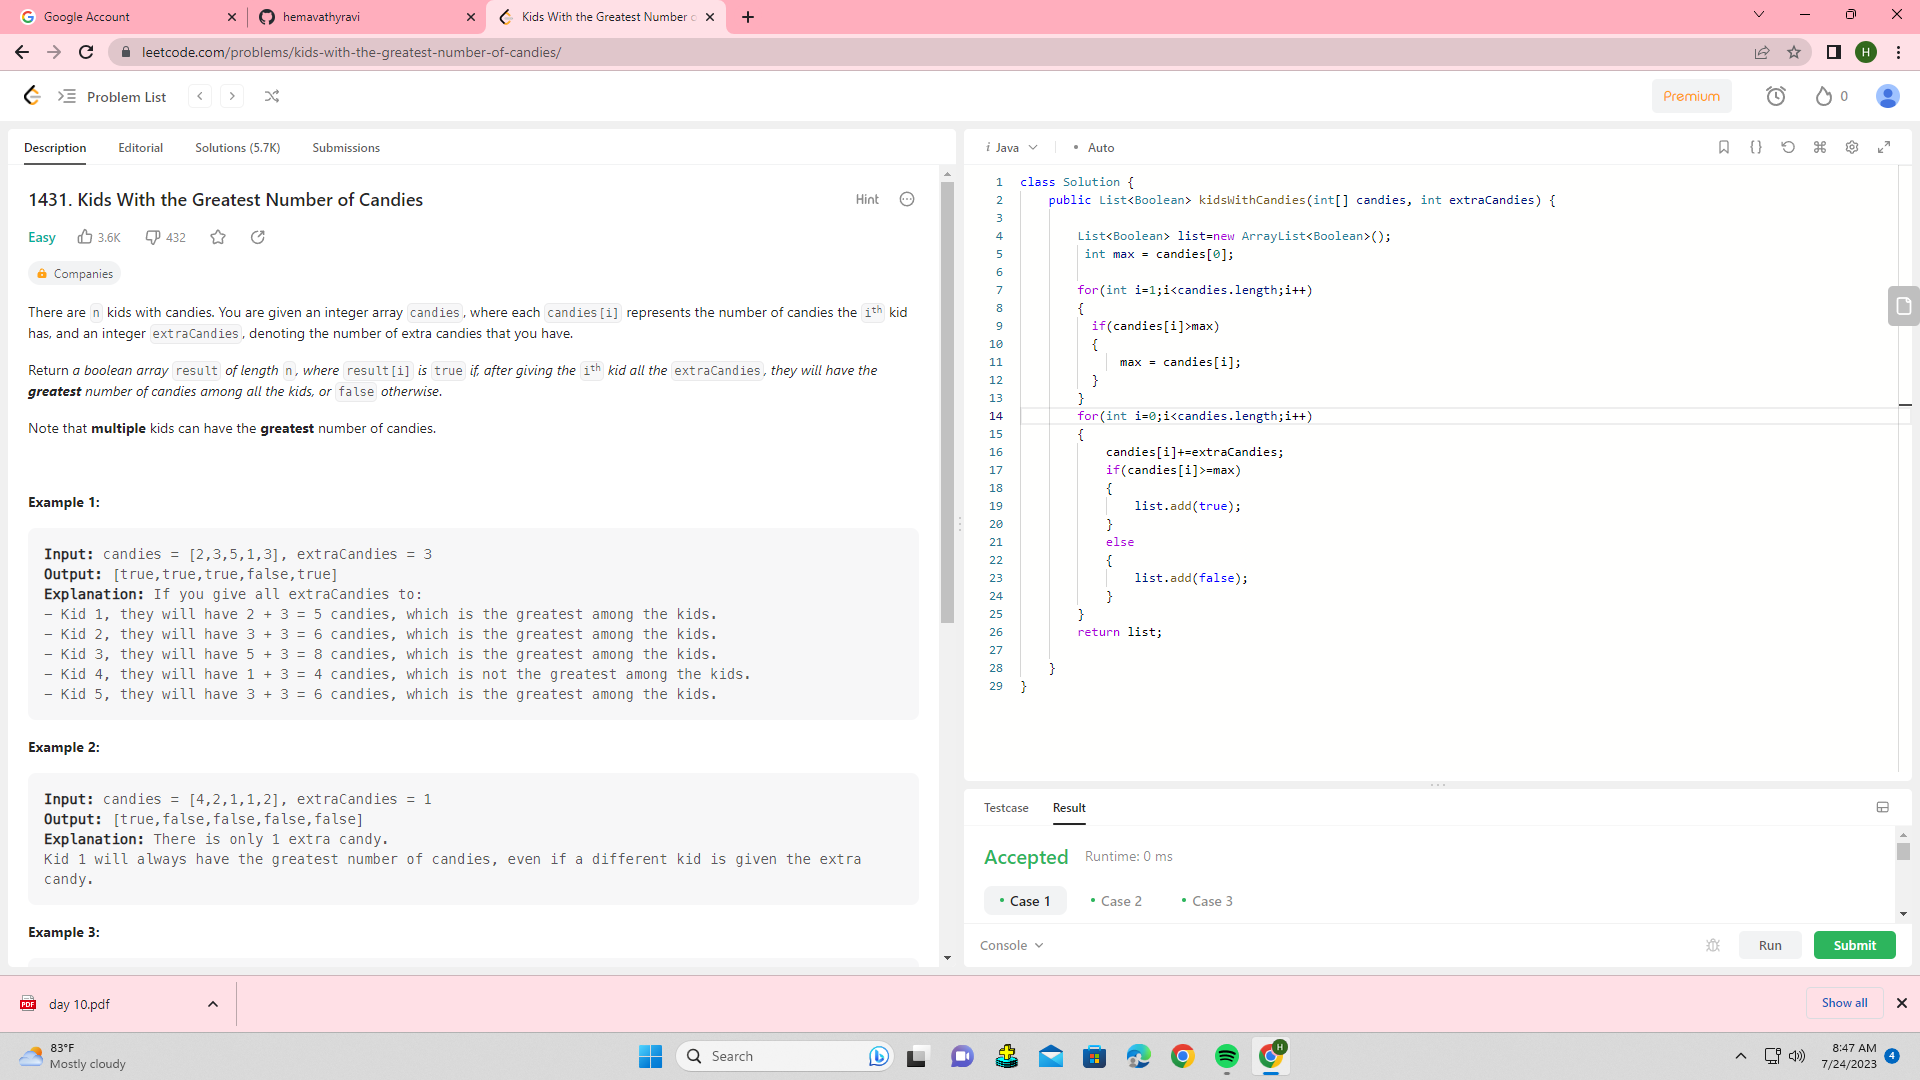 Google Account
hemavathyravi
Kids With the Greatest Number o
leetcode.com/problems/kids-with-the-greatest-number-of-candies/
H
Problem List
Premium
0
Description
Editorial
Solutions (5.7K)
Submissions
1431. Kids With the Greatest Number of Candies
Hint
Easy
3.6K
432
Companies
There are n kids with candies. You are given an integer array candies, where each candies[i] represents the number of candies the ith kid
has, and an integer extraCandies, denoting the number of extra candies that you have.
Return a boolean array result of length n, where result[i] is true if, after giving the ith kid all the extraCandies, they will have the
greatest number of candies among all the kids, or false otherwise.
Note that multiple kids can have the greatest number of candies.
Example 1:
Input: candies = [2,3,5,1,3], extraCandies = 3
Output: [true,true,true,false,true]
Explanation: If you give all extraCandies to:
- Kid 1, they will have 2 + 3 = 5 candies, which is the greatest among the kids.
- Kid 2, they will have 3 + 3 = 6 candies, which is the greatest among the kids.
- Kid 3, they will have 5 + 3 = 8 candies, which is the greatest among the kids.
- Kid 4, they will have 1 + 3 = 4 candies, which is not the greatest among the kids.
- Kid 5, they will have 3 + 3 = 6 candies, which is the greatest among the kids.
Example 2:
Input: candies = [4,2,1,1,2], extraCandies = 1
Output: [true,false,false,false,false]
Explanation: There is only 1 extra candy.
Kid 1 will always have the greatest number of candies, even if a different kid is given the extra
candy.
Example 3:
i Java
• Auto
1 class Solution {
2 public List<Boolean> kidsWithCandies(int[] candies, int extraCandies) {
3
4 List<Boolean> list=new ArrayList<Boolean>();
5 int max = candies[0];
6
7 for(int i=1;i<candies.length;i++)
8 {
9 if(candies[i]>max)
10 {
11 max = candies[i];
12 }
13 }
14 for(int i=0;i<candies.length;i++)
15 {
16 candies[i]+=extraCandies;
17 if(candies[i]>=max)
18 {
19 list.add(true);
20 }
21 else
22 {
23 list.add(false);
24 }
25 }
26 return list;
27
28 }
29 }
Testcase
Result
Accepted
Runtime: 0 ms
• Case 1
• Case 2
• Case 3
Console
Run
Submit
PDF
day 10.pdf
Show all
83°F
Mostly cloudy
Search
H
8:47 AM
7/24/2023
4